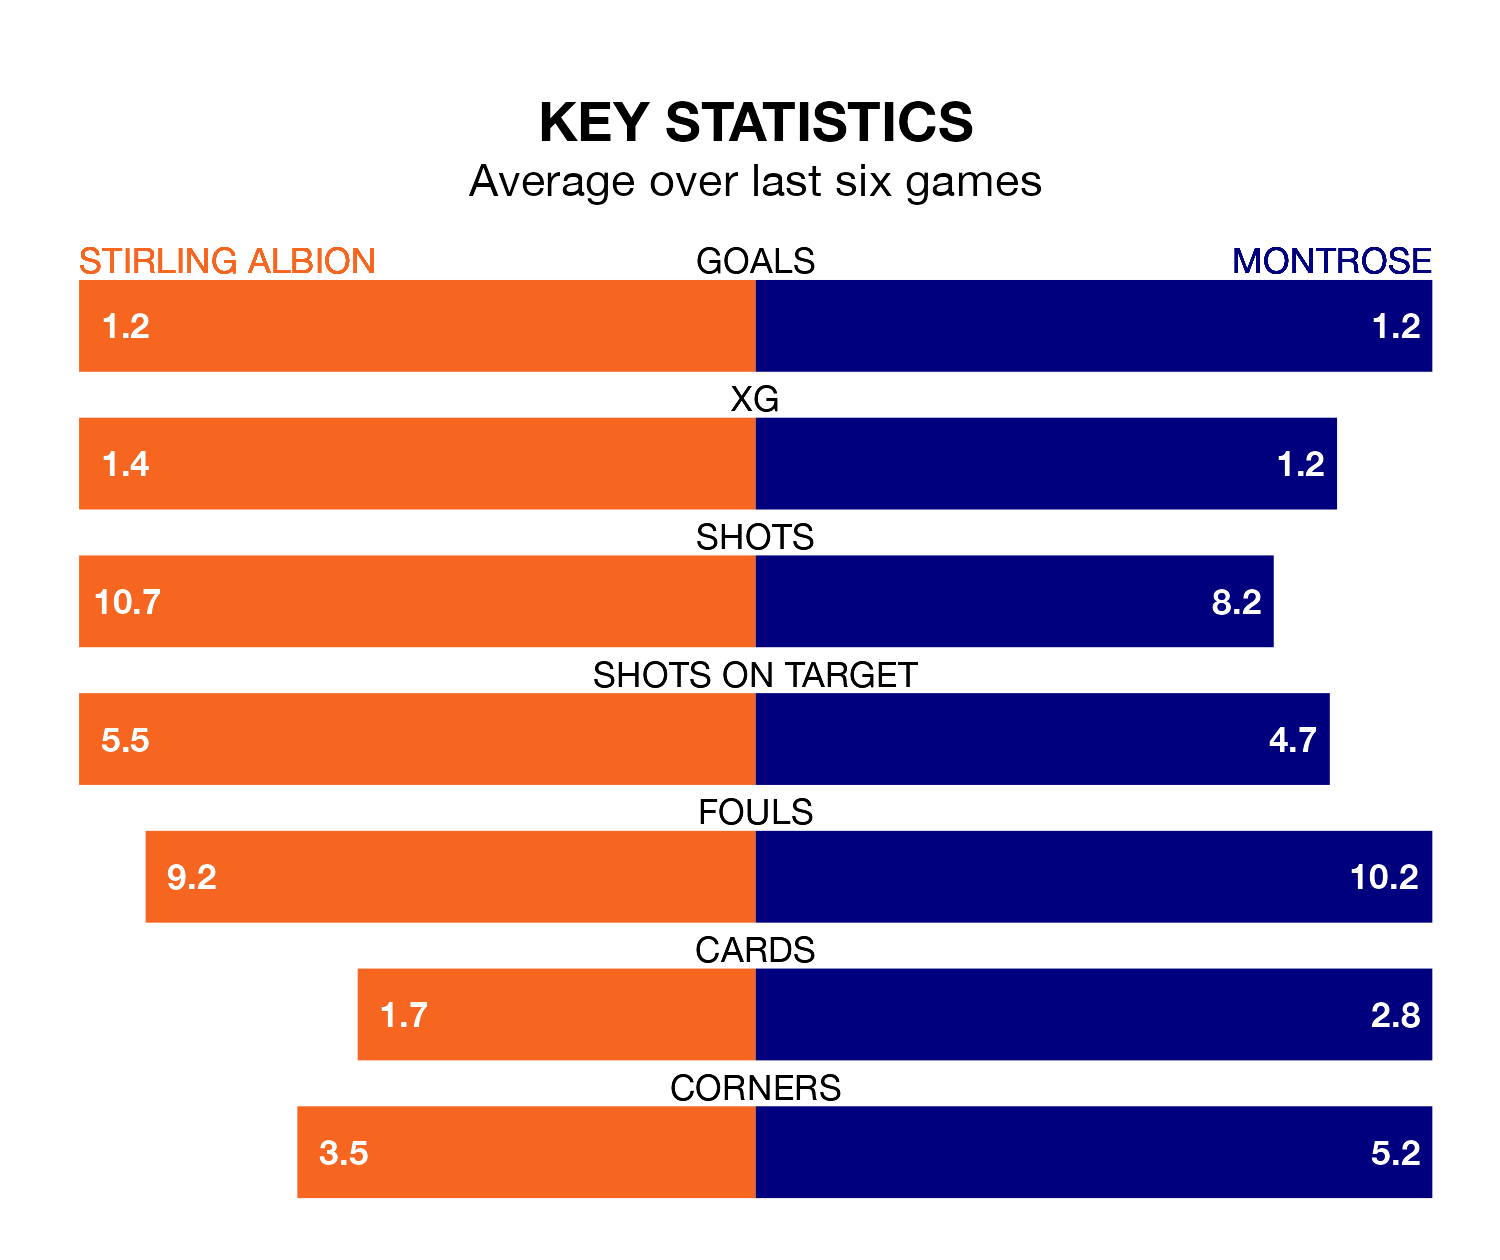 KEY STATISTICS
Average over last six games
STIRLING ALBION GOALS MONTROSE
1.2 1.2
XG
1.4 1.2
SHOTS
10.7 8.2
SHOTS ON TARGET
5.5 4.7
FOULS
9.2 10.2
CARDS
1.7 2.8
CORNERS
3.5 5.2